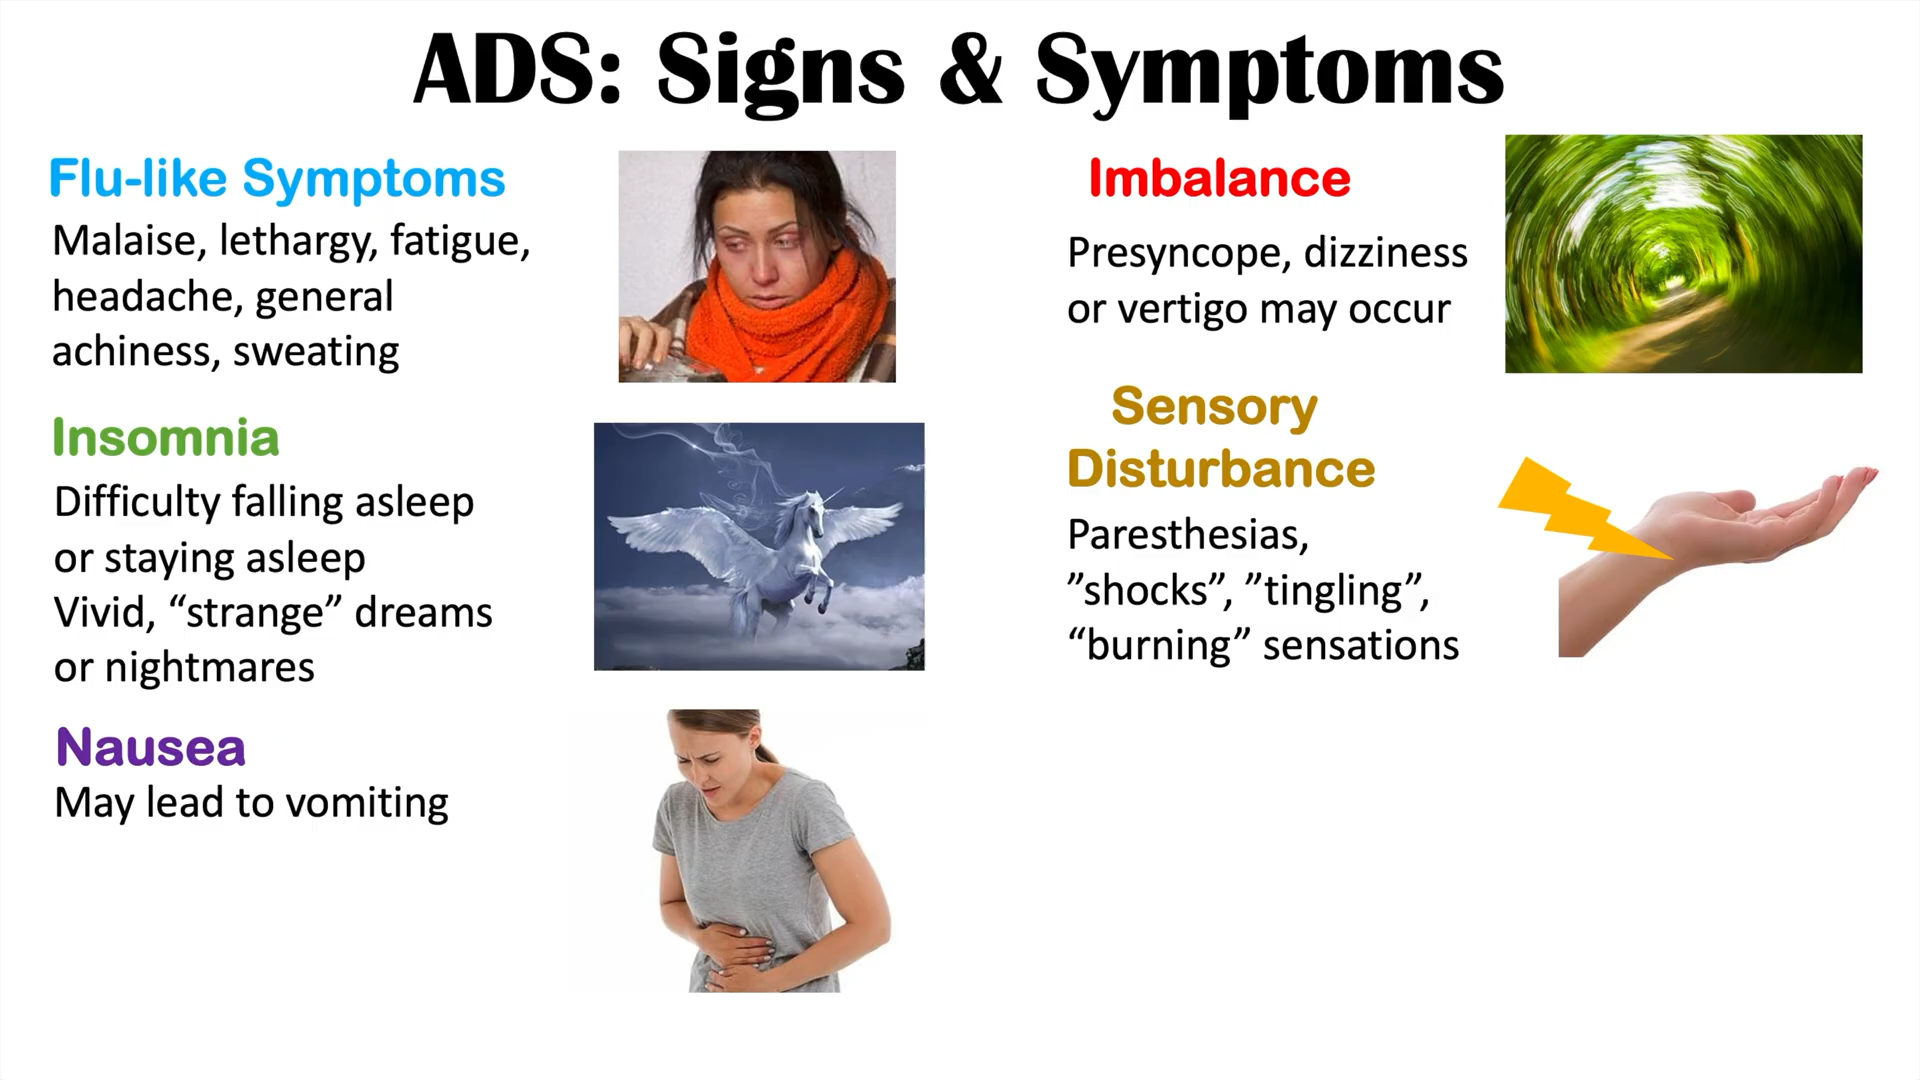 ADS: Signs & Symptoms
Flu-like Symptoms
Malaise, lethargy, fatigue,
headache, general
achiness, sweating
Insomnia
Difficulty falling asleep
or staying asleep
Vivid, “strange” dreams
or nightmares
Nausea
May lead to vomiting
Imbalance
Presyncope, dizziness
or vertigo may occur
Sensory
Disturbance
Paresthesias,
”shocks”, ”tingling”,
“burning” sensations